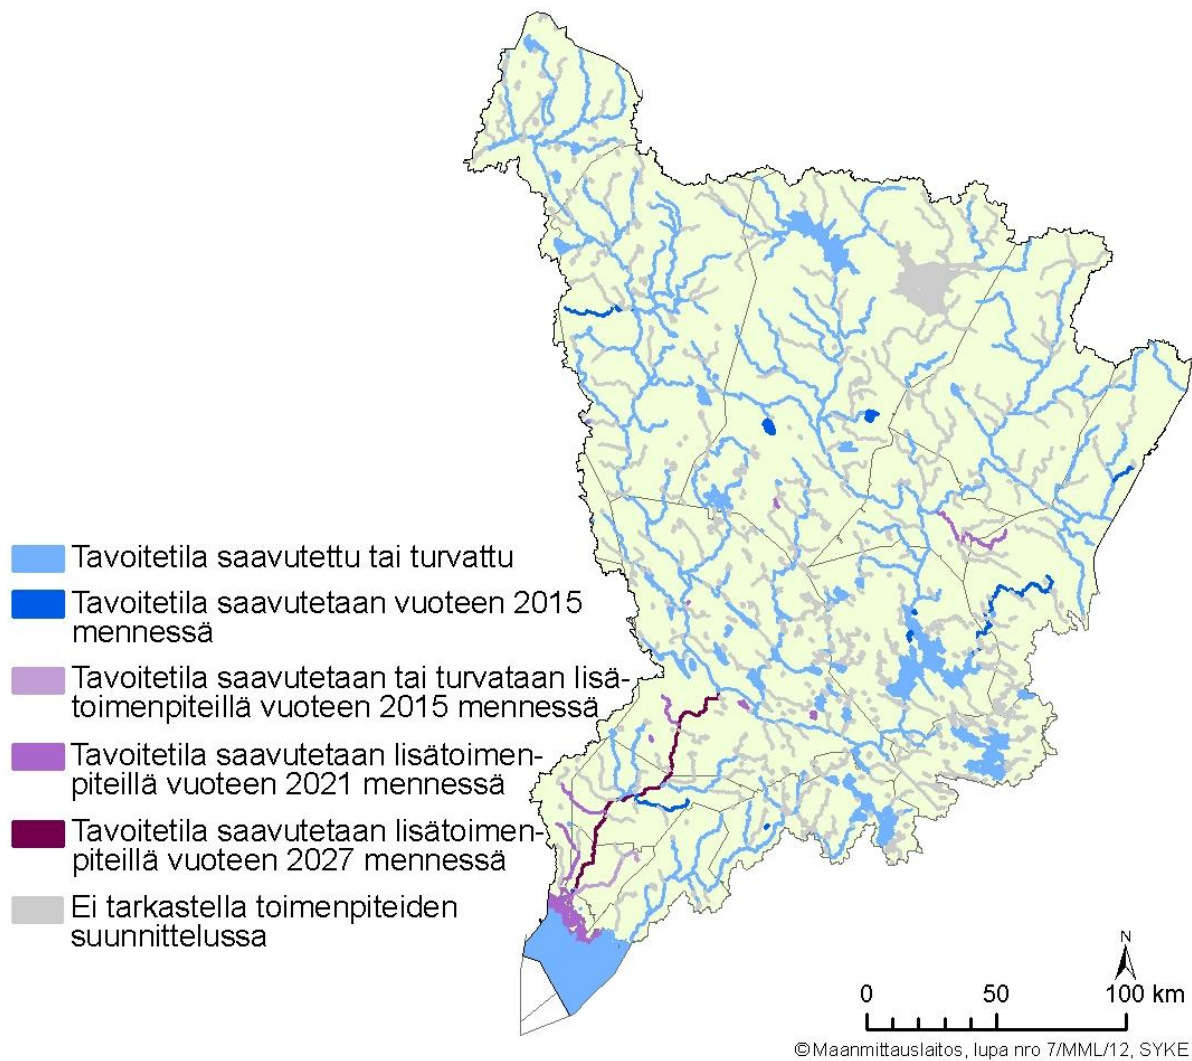 Tavoitetila saavutettu tai turvattu
Tavoitetila saavutetaan vuoteen 2015
mennessä
Tavoitetila saavutetaan tai turvataan lisä-
toimenpiteillä vuoteen 2015 mennessä
Tavoitetila saavutetaan lisätoimen-
piteillä vuoteen 2021 mennessä
Tavoitetila saavutetaan lisätoimen-
piteillä vuoteen 2027 mennessä
Ei tarkastella toimenpiteiden
suunnittelussa
N
0 50 100 km
©Maanmittauslaitos, lupa nro 7/MML/12, SYKE